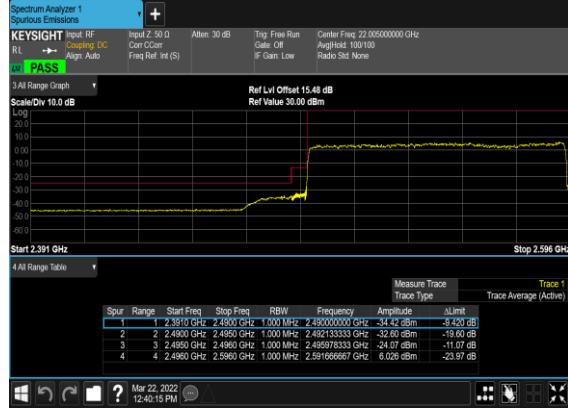 Spectrum Analyzer 1
Spurious Emissions
+
KEYSIGHT Input: RF Input Z: 50 Ω Atten: 30 dB Trig: Free Run Center Freq: 22.005000000 GHz
RL Coupling: DC Corr CCorr Gate: Off Avg|Hold: 100/100
Align: Auto Freq Ref: Int (S) IF Gain: Low Radio Std: None
PASS
3 All Range Graph
Ref Lvl Offset 15.48 dB
Scale/Div 10.0 dB Ref Value 30.00 dBm
Log
20.0
10.0
0.00
-10.0
-20.0
-30.0
-40.0
-50.0
-60.0
Start 2.391 GHz Stop 2.596 GHz
4 All Range Table
Measure Trace Trace 1
Trace Type Trace Average (Active)
Spur Range Start Freq Stop Freq RBW Frequency Amplitude ΔLimit
1 1 2.3910 GHz 2.4900 GHz 1.000 MHz 2.490000000 GHz -34.42 dBm -9.420 dB
2 2 2.4900 GHz 2.4950 GHz 1.000 MHz 2.492133333 GHz -32.60 dBm -19.60 dB
3 3 2.4950 GHz 2.4960 GHz 1.000 MHz 2.495978333 GHz -24.07 dBm -11.07 dB
4 4 2.4960 GHz 2.5960 GHz 1.000 MHz 2.591666667 GHz 6.026 dBm -23.97 dB
? Mar 22, 2022
12:40:15 PM